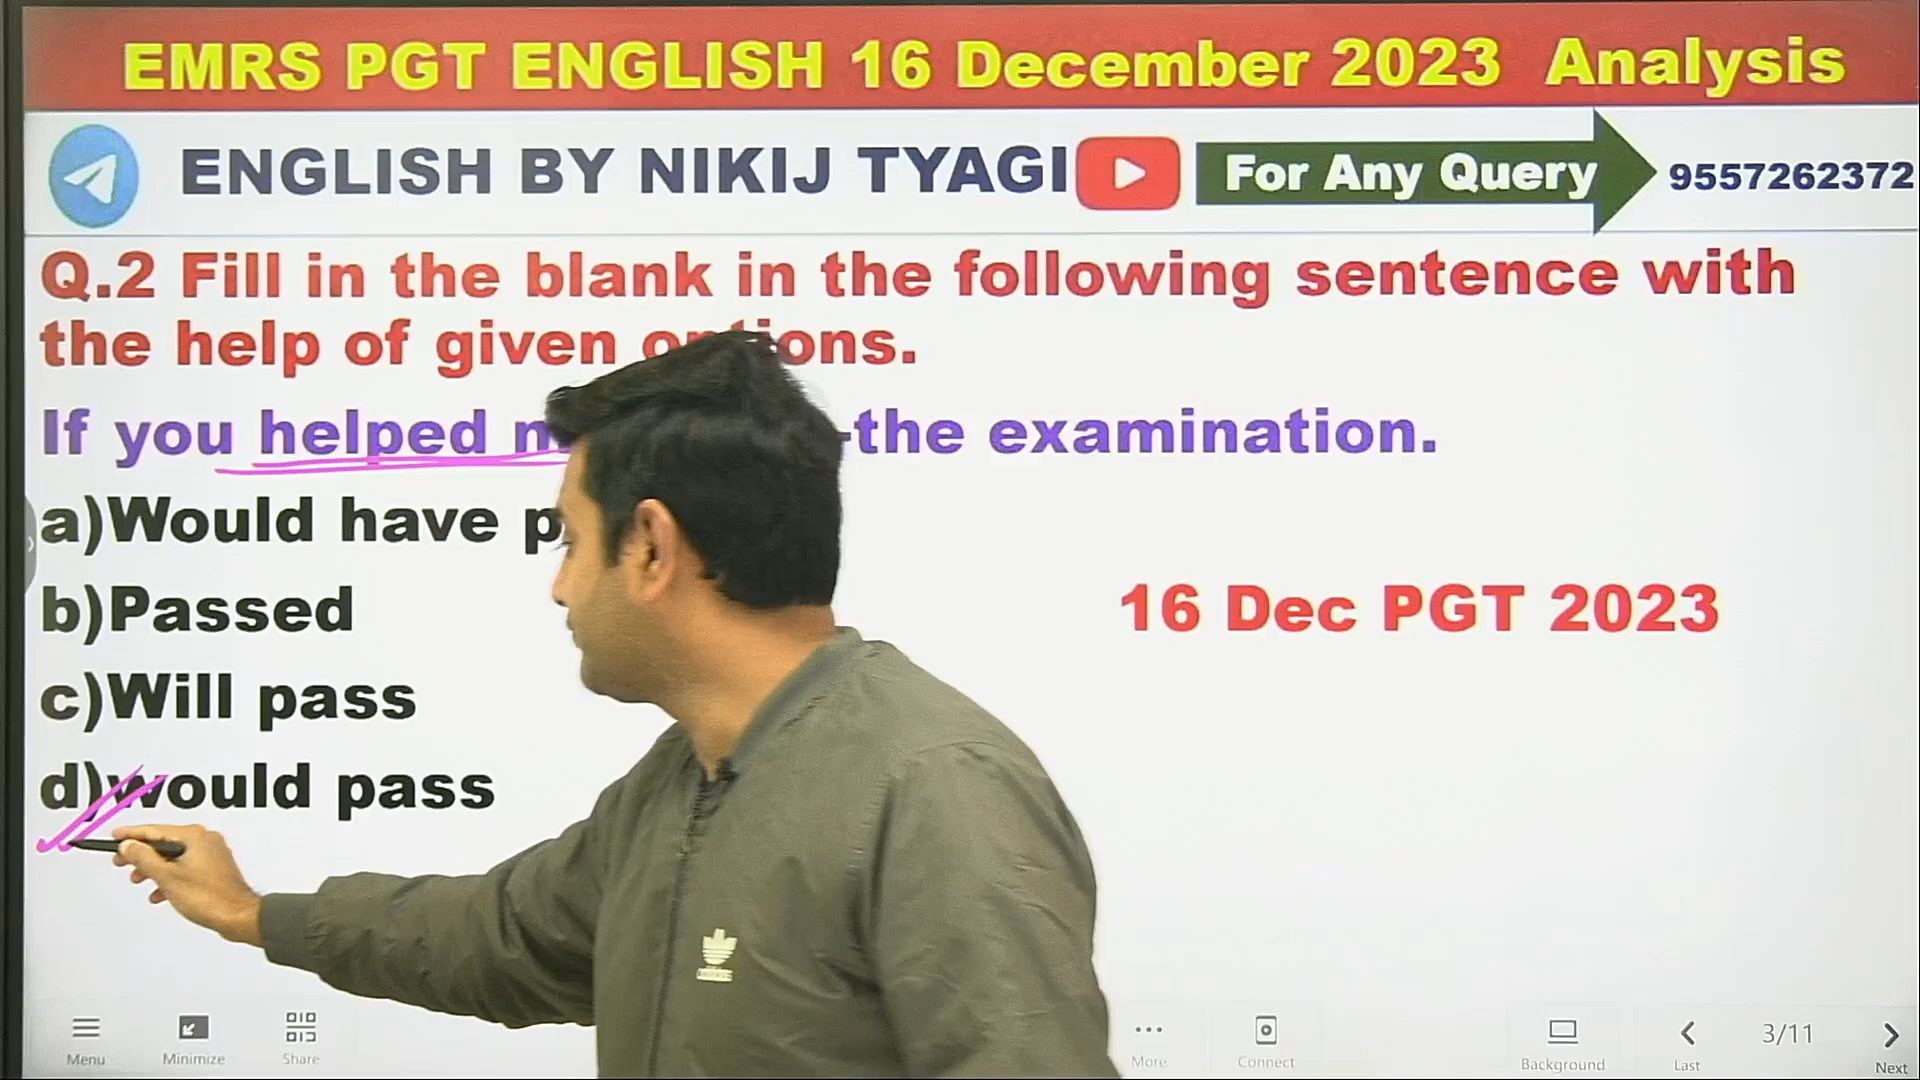 EMRS PGT ENGLISH 16 December 2023 Analysis
ENGLISH BY NIKIJ TYAGI For Any Query 9557262372
Q.2 Fill in the blank in the following sentence with
the help of given options.
If you helped -the examination.
a)Would have
b)Passed
16 Dec PGT 2023
c)Will pass
d)would pass
Menu Minimize Share More Connect Background Last 3/11 Next